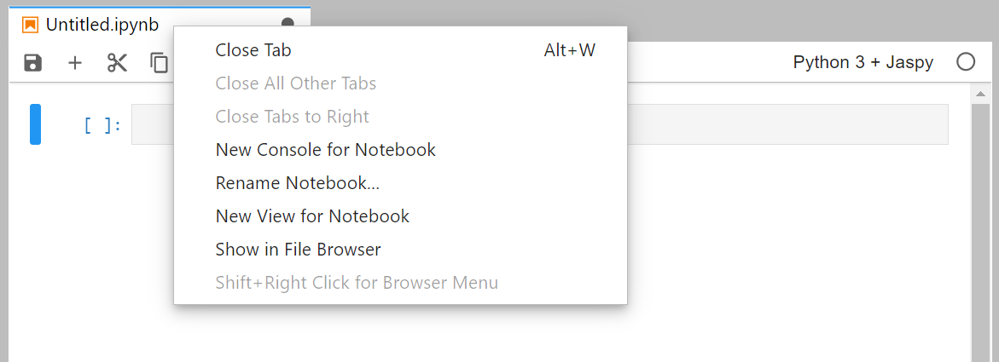 Untitled.ipynb
Close Tab Alt+W
Python 3 + Jaspy
Close All Other Tabs
Close Tabs to Right
[ ]:
New Console for Notebook
Rename Notebook…
New View for Notebook
Show in File Browser
Shift+Right Click for Browser Menu